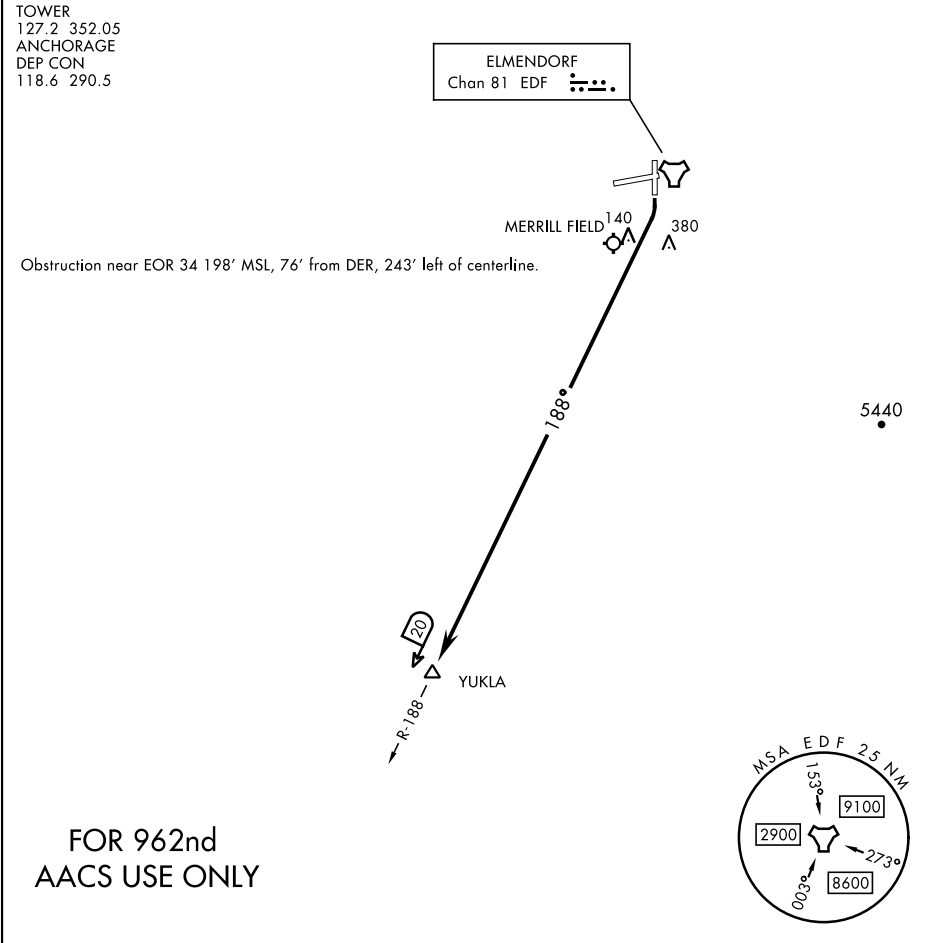 TOWER
127.2 352.05
ANCHORAGE
DEP CON
118.6 290.5
ELMENDORF
Chan 81 EDF
MERRILL FIELD
140
380
Obstruction near EOR 34 198’ MSL, 76’ from DER, 243’ left of centerline.
188°
5440
20
YUKLA
R-188
MSA EDF 25 NM
153°
9100
2900
273°
003°
8600
FOR 962nd
AACS USE ONLY